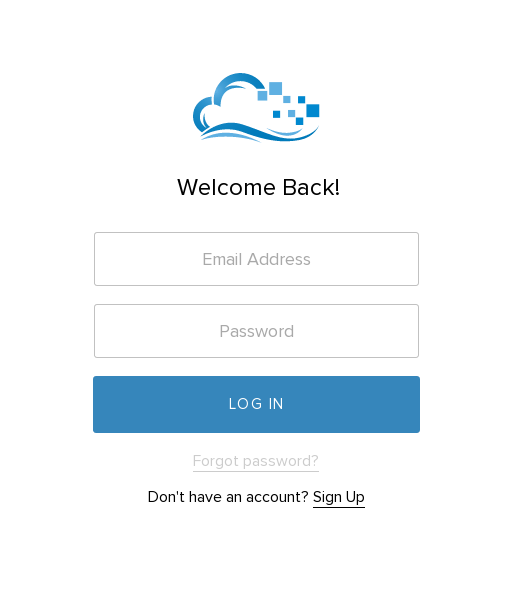 Welcome Back!
Email Address
Password
LOG IN
Forgot password?
Don't have an account? Sign Up